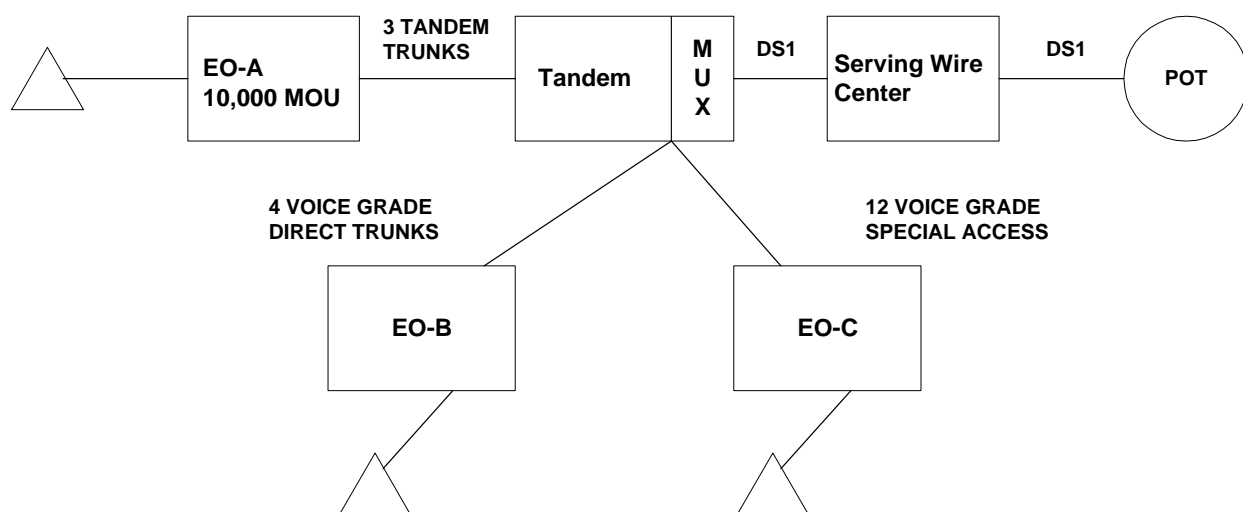 3 TANDEM
TRUNKS
EO-A
10,000 MOU
Tandem
M
U
X
DS1
Serving Wire
Center
DS1
POT
4 VOICE GRADE
DIRECT TRUNKS
12 VOICE GRADE
SPECIAL ACCESS
EO-B
EO-C